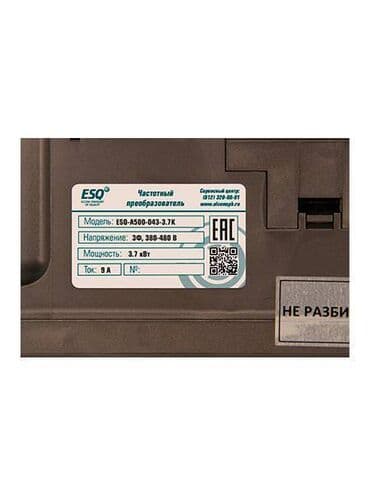 ESQ
Частотный
преобразователь
Сервисный центр:
(812) 320-88-81
www.elcomspb.ru
Модель: ESQ-A500-043-3.7K
Напряжение: 3Ф, 380-480 В
Мощность: 3.7 кВт
Ток: 9 А №:
EAC
НЕ РАЗБИ